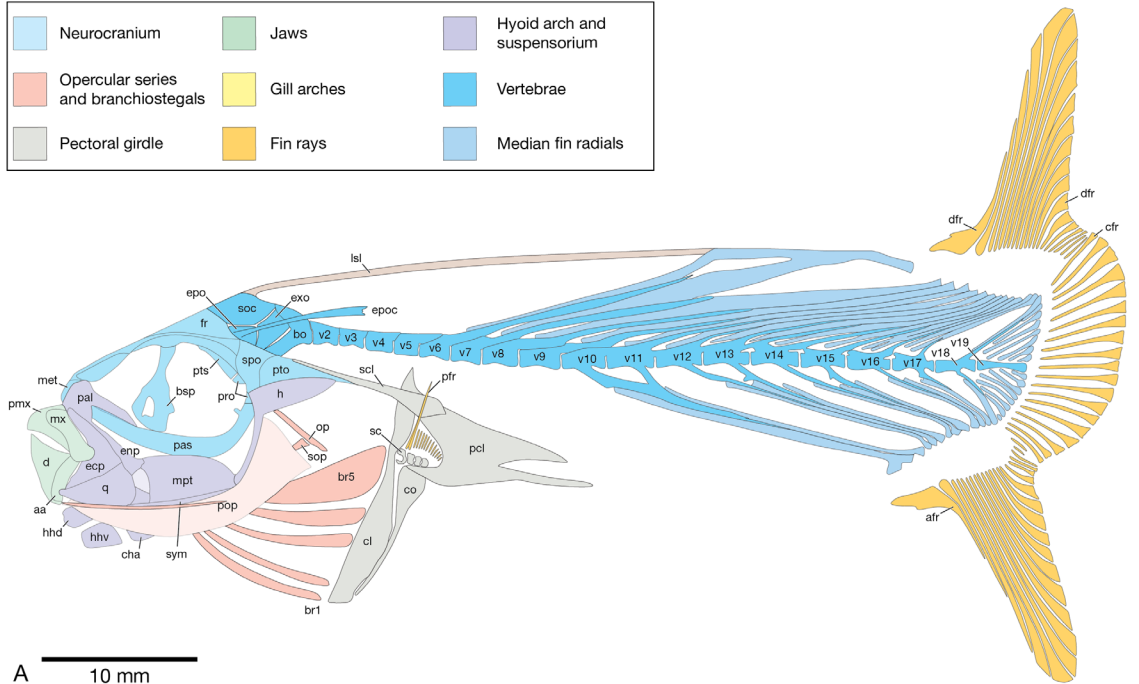 Neurocranium
Jaws
Hyoid arch and
suspensorium
Opercular series
and branchiostegals
Gill arches
Vertebrae
Pectoral girdle
Fin rays
Median fin radials
dfr
dfr
cfr
lsl
epo
exo
soc
epoc
fr
bo
v2
v3
v4
v5
v6
v7
v8
v9
v10
v11
v12
v13
v14
v15
v16
v17
v18
v19
spo
pts
pto
scl
pfr
met
pal
bsp
pro
h
pmx
mx
op
sc
pas
sop
pcl
d
enp
ecp
br5
q
mpt
co
aa
pop
afr
hhd
hhv
cha
sym
cl
br1
A
10 mm